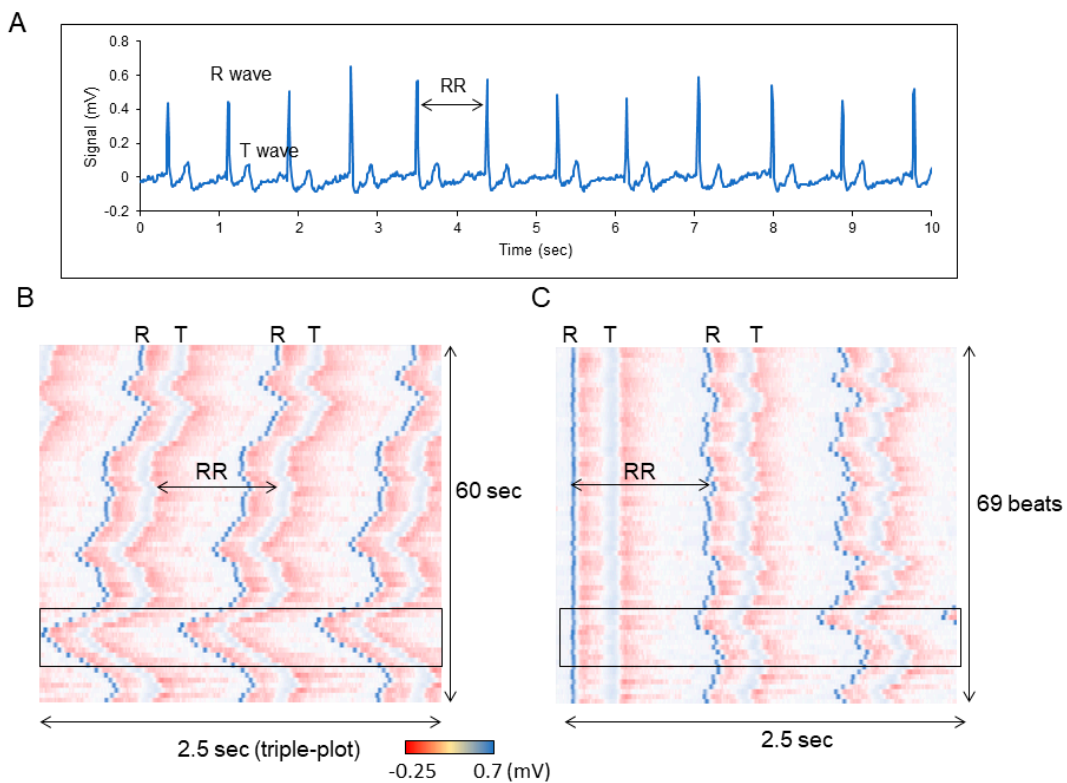 A
0.8
0.6
0.4
0.2
0
-0.2
Signal (mV)
R wave
T wave
RR
0 1 2 3 4 5 6 7 8 9 10
Time (sec)
B
R T R T
RR
60 sec
2.5 sec (triple-plot)
-0.25 0.7 (mV)
C
R T R T
RR
69 beats
2.5 sec